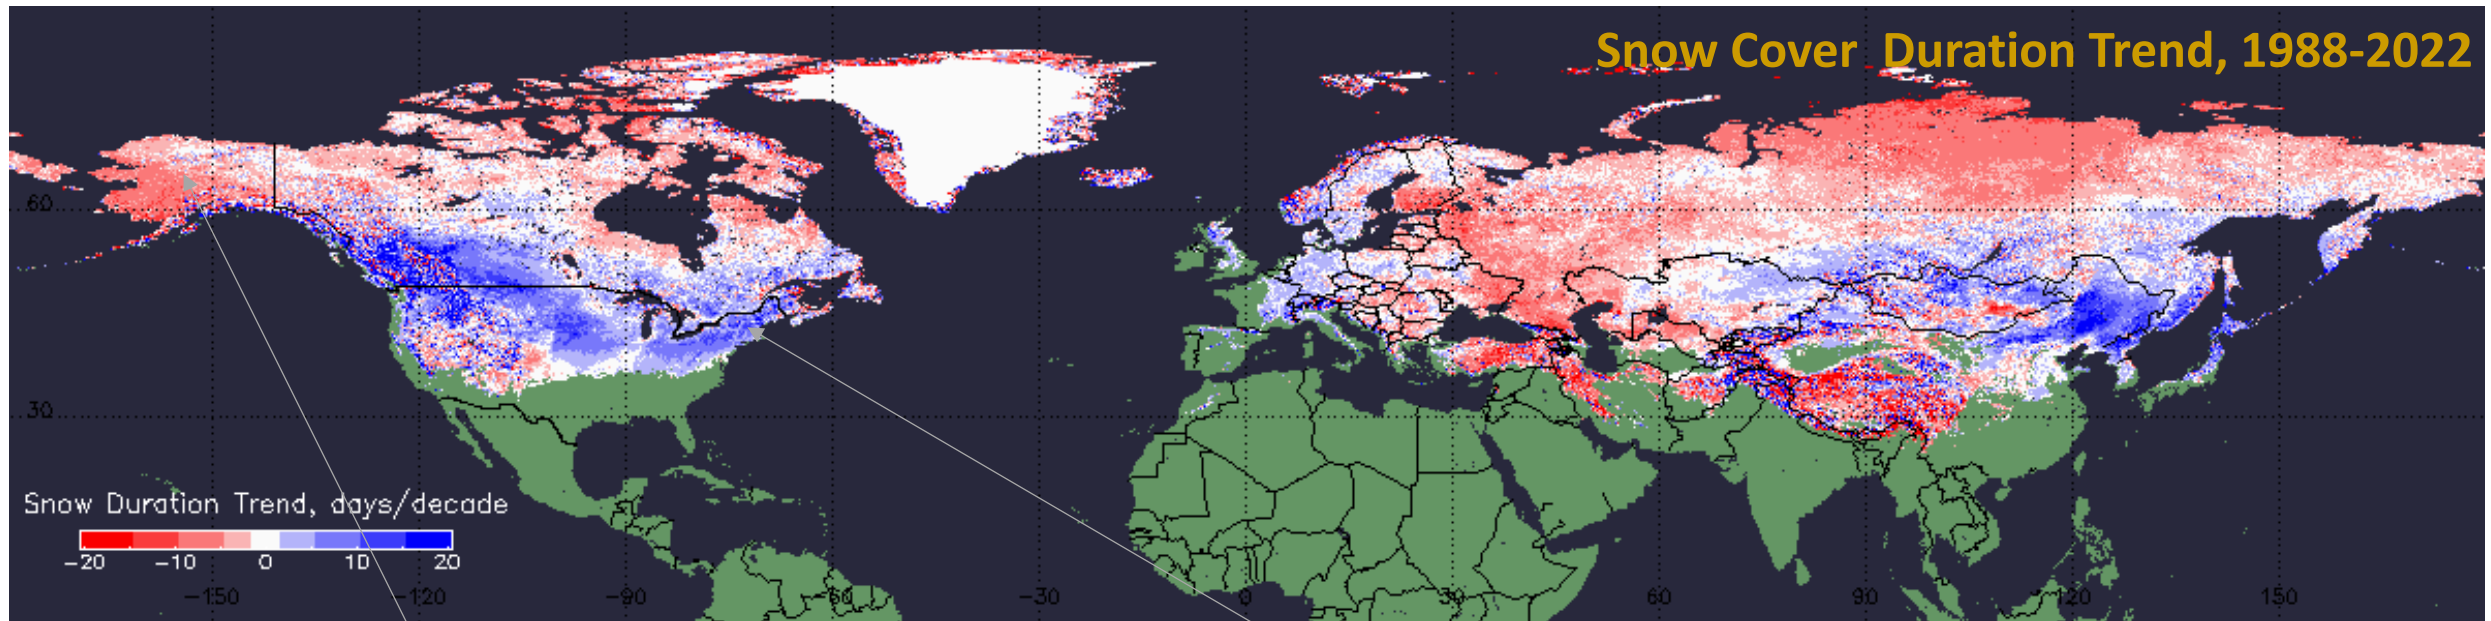 Snow Cover  Duration Trend, 1988-2022
60
30
Snow Duration Trend, days/decade
-20 -10 0 10 20
-150 -120 -90 -60 -30 0 30 60 90 120 150